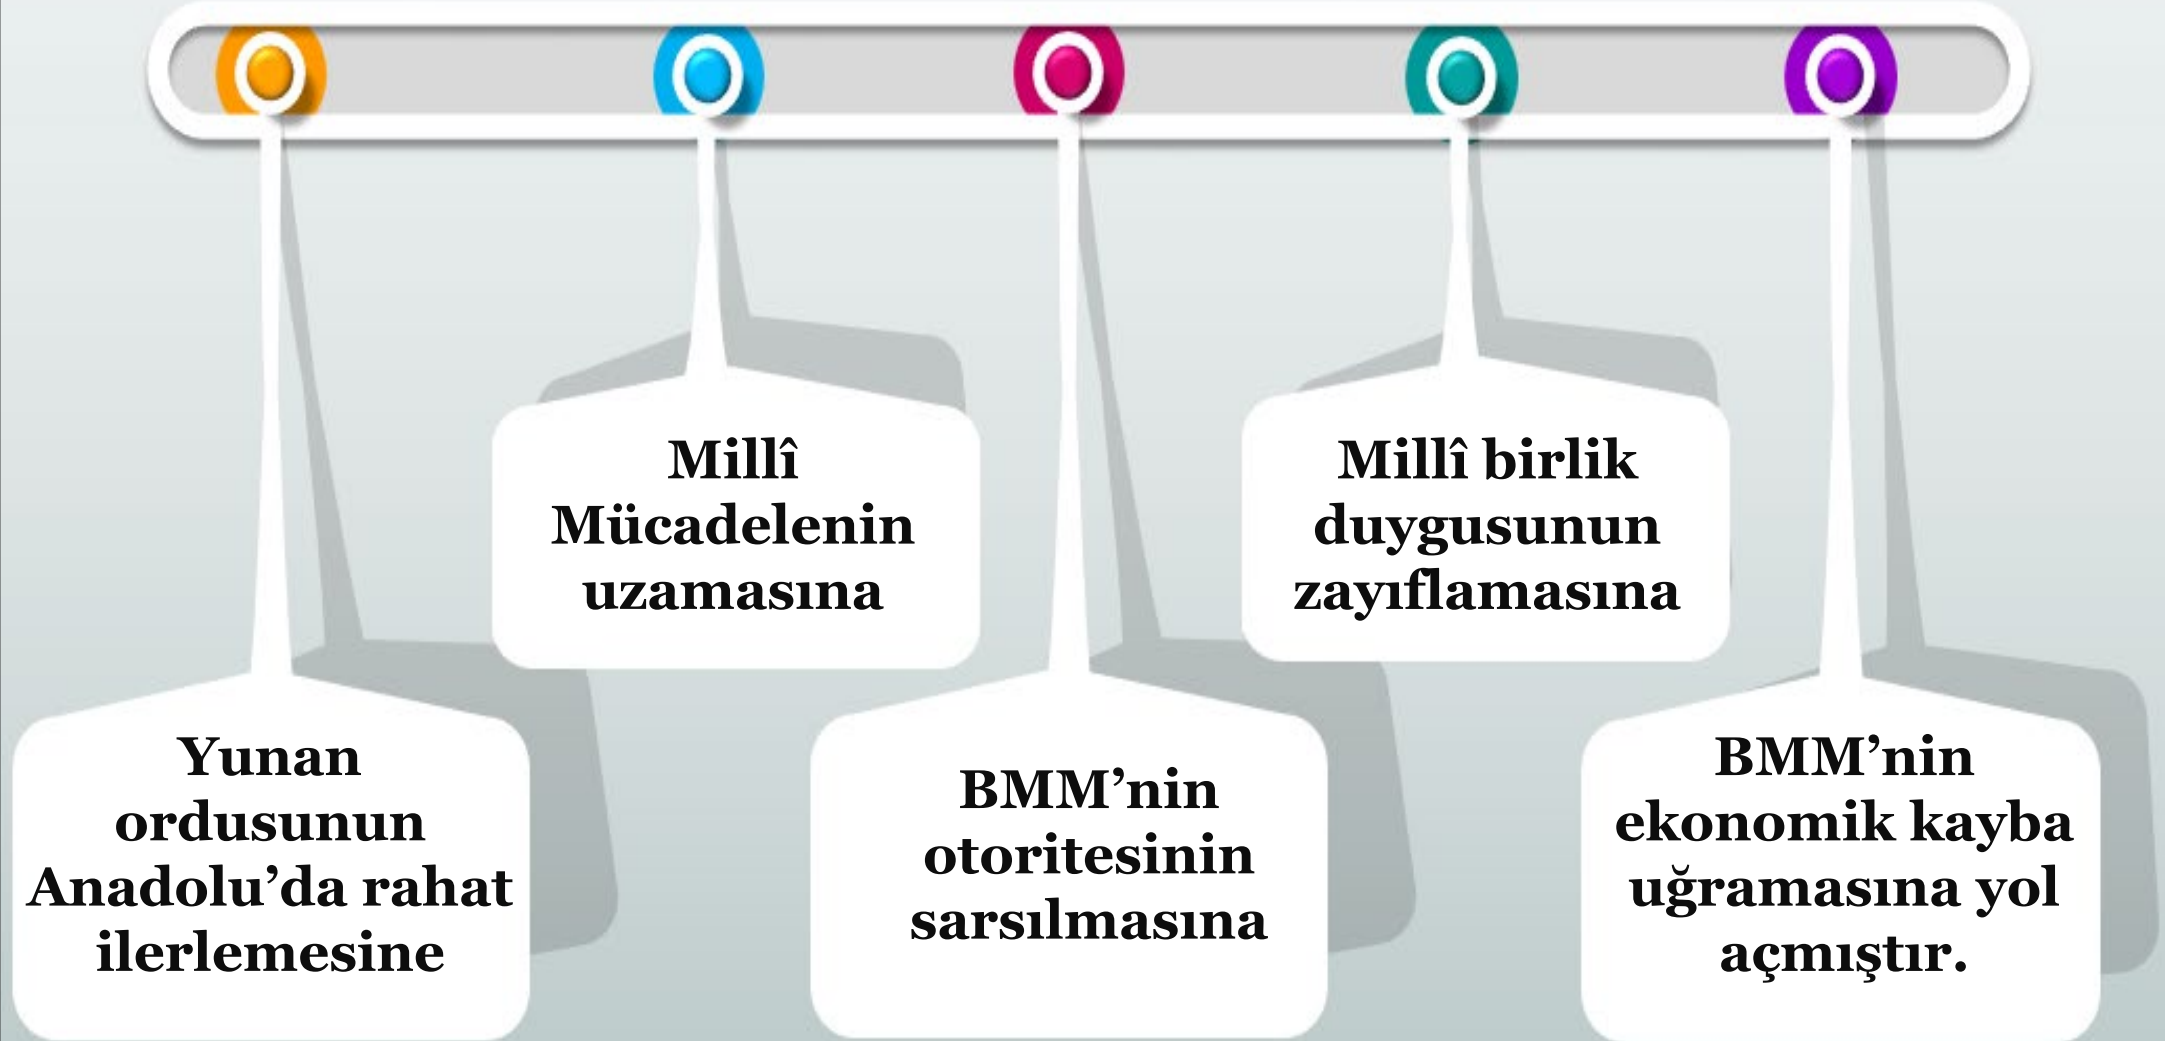 Yunan
ordusunun
Anadolu’da rahat
ilerlemesine
Millî
Mücadelenin
uzamasına
BMM’nin
otoritesinin
sarsılmasına
Millî birlik
duygusunun
zayıflamasına
BMM’nin
ekonomik kayba
uğramasına yol
açmıştır.